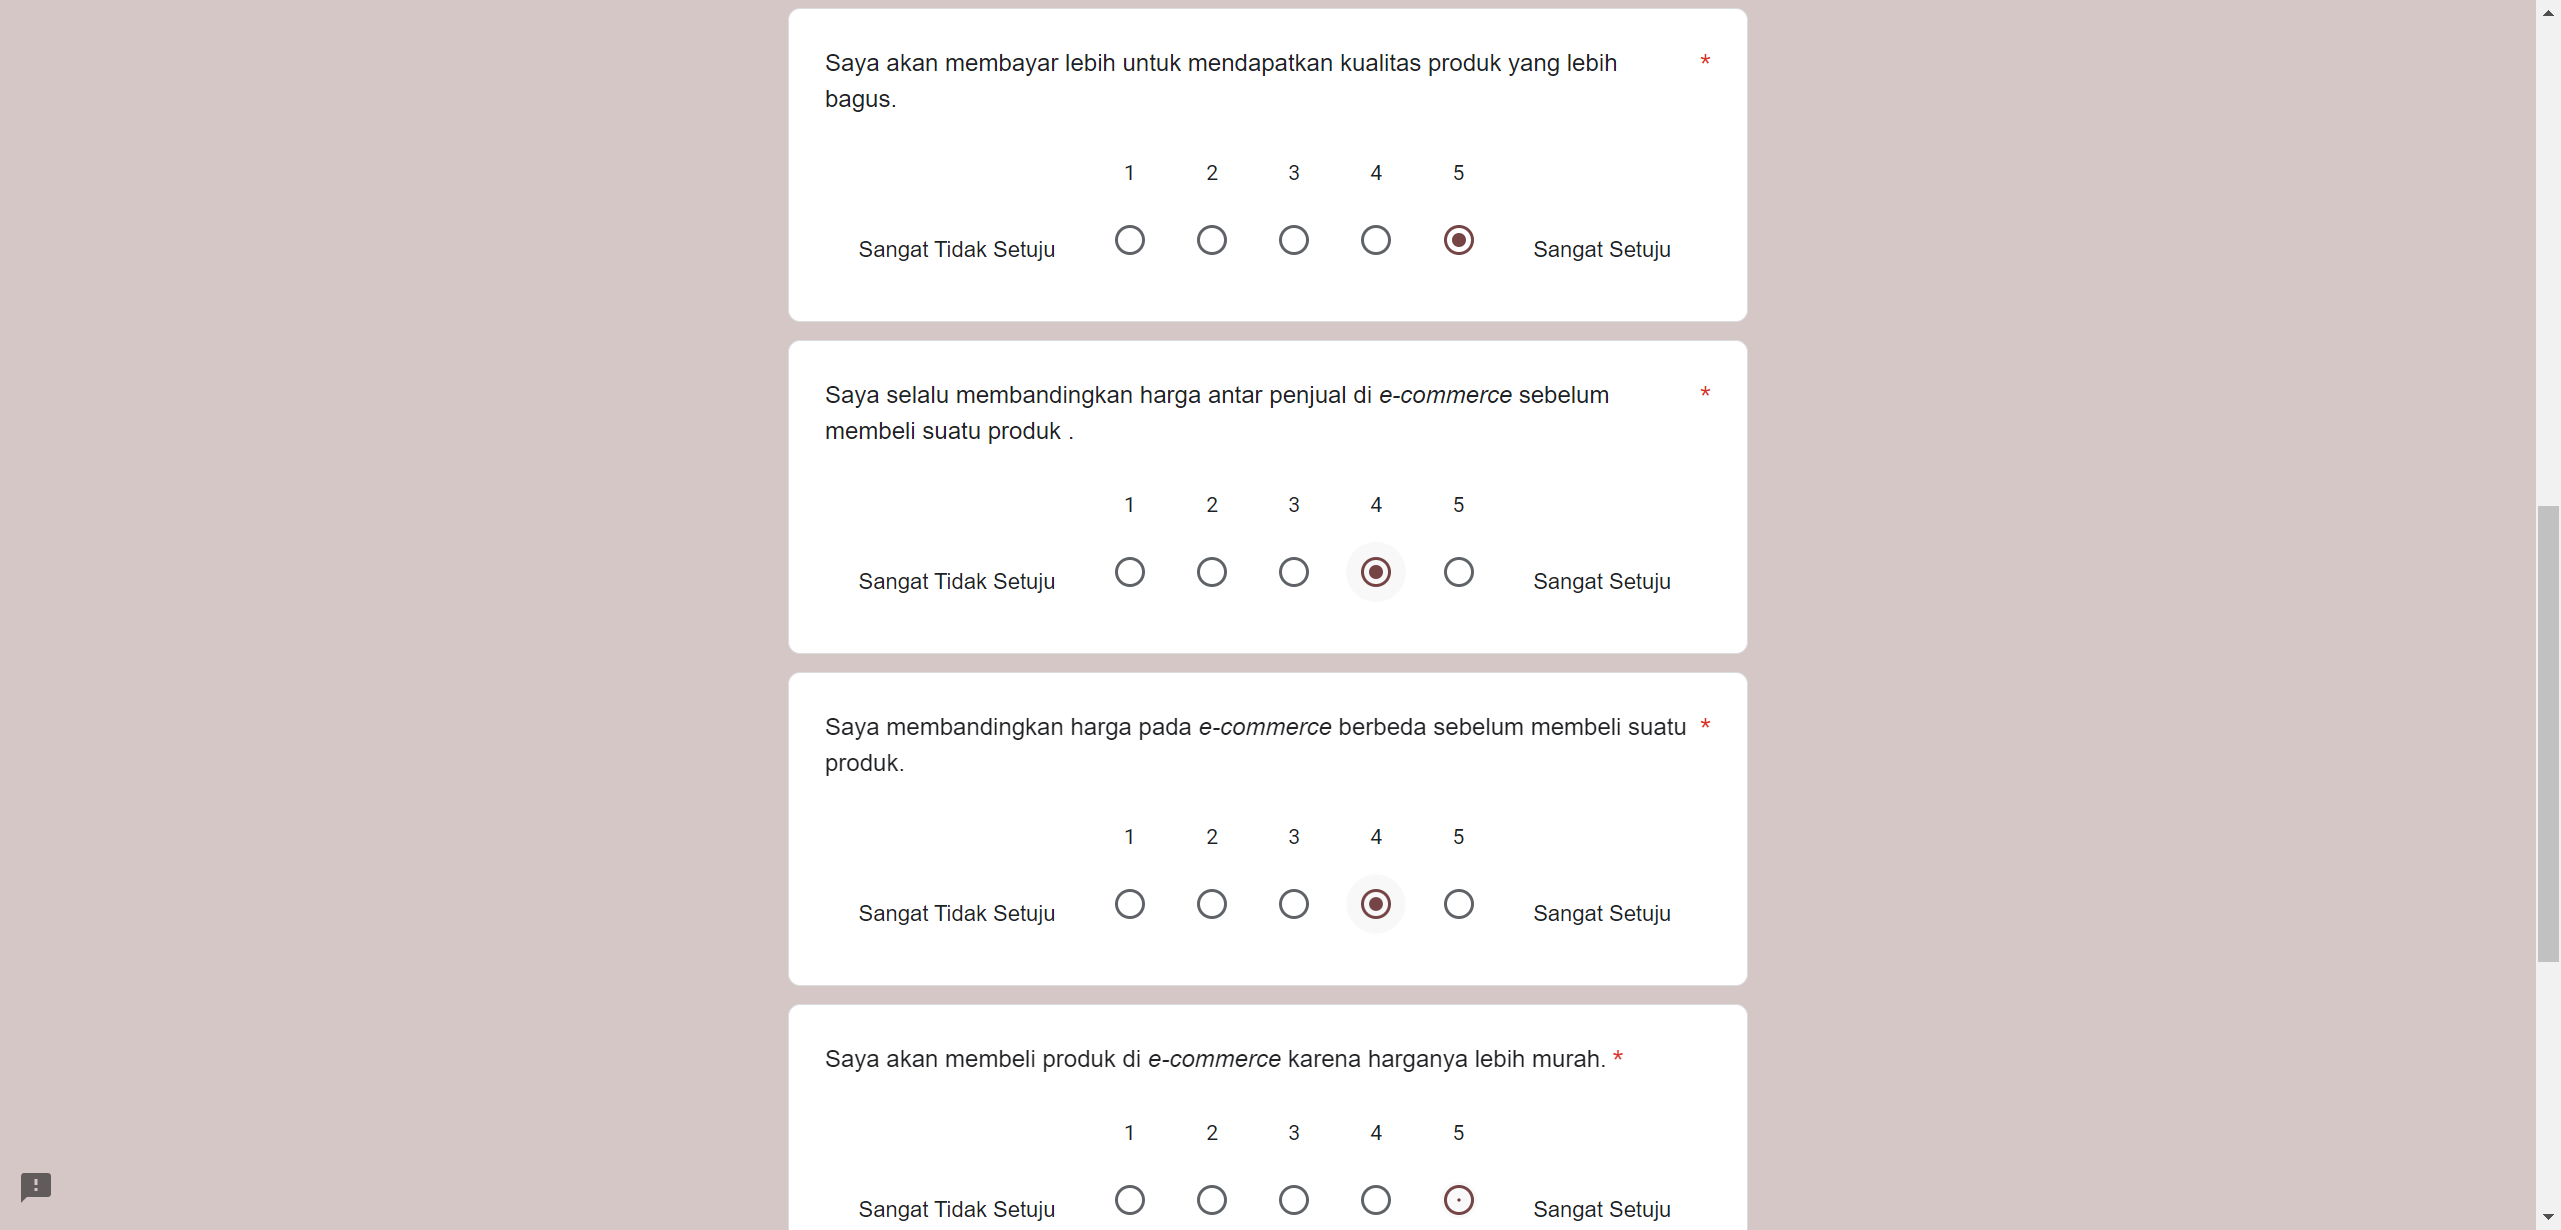 Saya akan membayar lebih untuk mendapatkan kualitas produk yang lebih *
bagus.
1 2 3 4 5
Sangat Tidak Setuju Sangat Setuju
Saya selalu membandingkan harga antar penjual di e-commerce sebelum *
membeli suatu produk .
1 2 3 4 5
Sangat Tidak Setuju Sangat Setuju
Saya membandingkan harga pada e-commerce berbeda sebelum membeli suatu *
produk.
1 2 3 4 5
Sangat Tidak Setuju Sangat Setuju
Saya akan membeli produk di e-commerce karena harganya lebih murah. *
1 2 3 4 5
Sangat Tidak Setuju Sangat Setuju